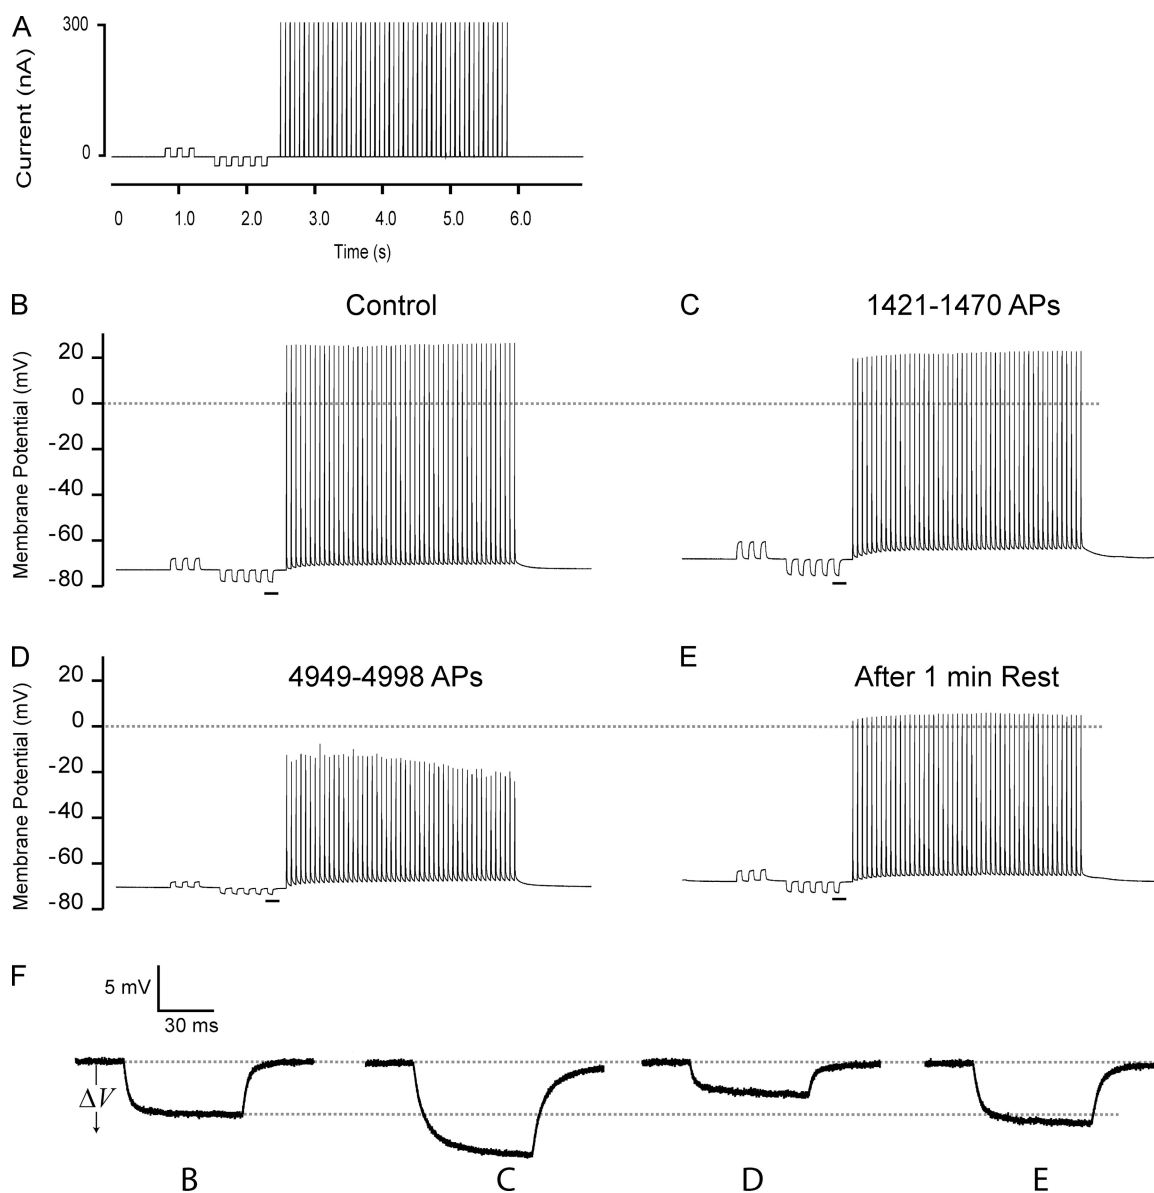 A
300
0
Current (nA)
0 1.0 2.0 3.0 4.0 5.0 6.0
Time (s)
B Control
C 1421-1470 APs
20
0
-20
-40
-60
-80
Membrane Potential (mV)
D 4949-4998 APs
E After 1 min Rest
20
0
-20
-40
-60
-80
Membrane Potential (mV)
F
5 mV
30 ms
ΔV
B C D E